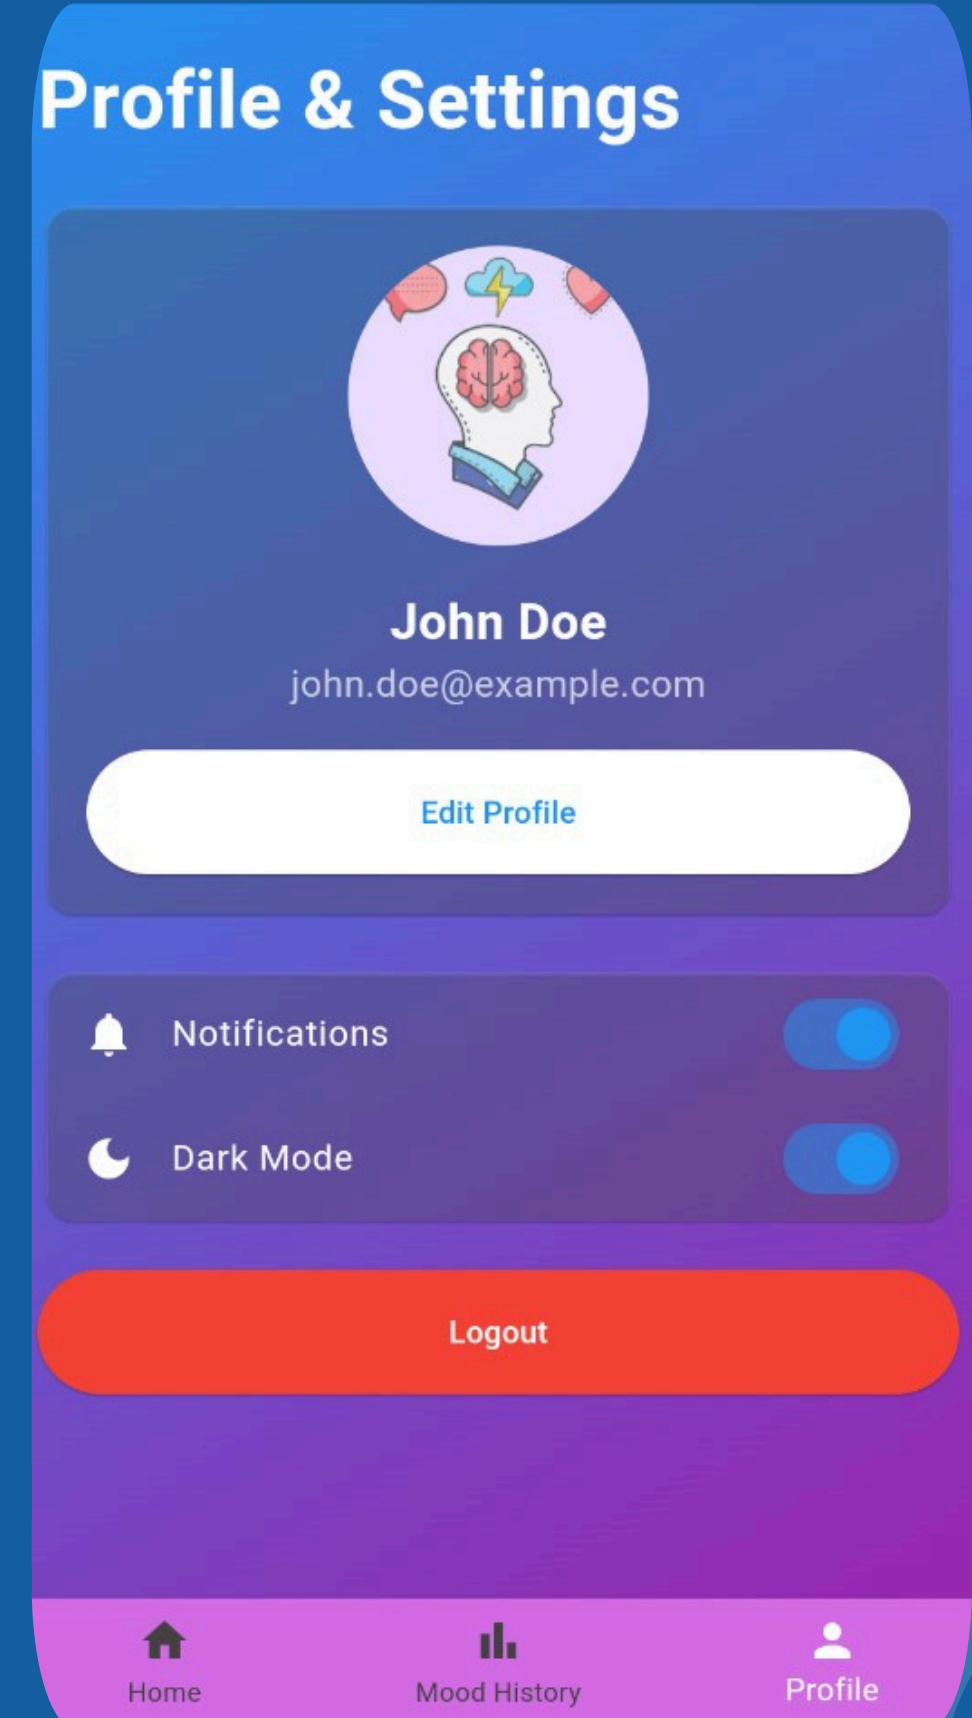 Profile & Settings
John Doe
john.doe@example.com
Edit Profile
Notifications
Dark Mode
Logout
Home
Mood History
Profile